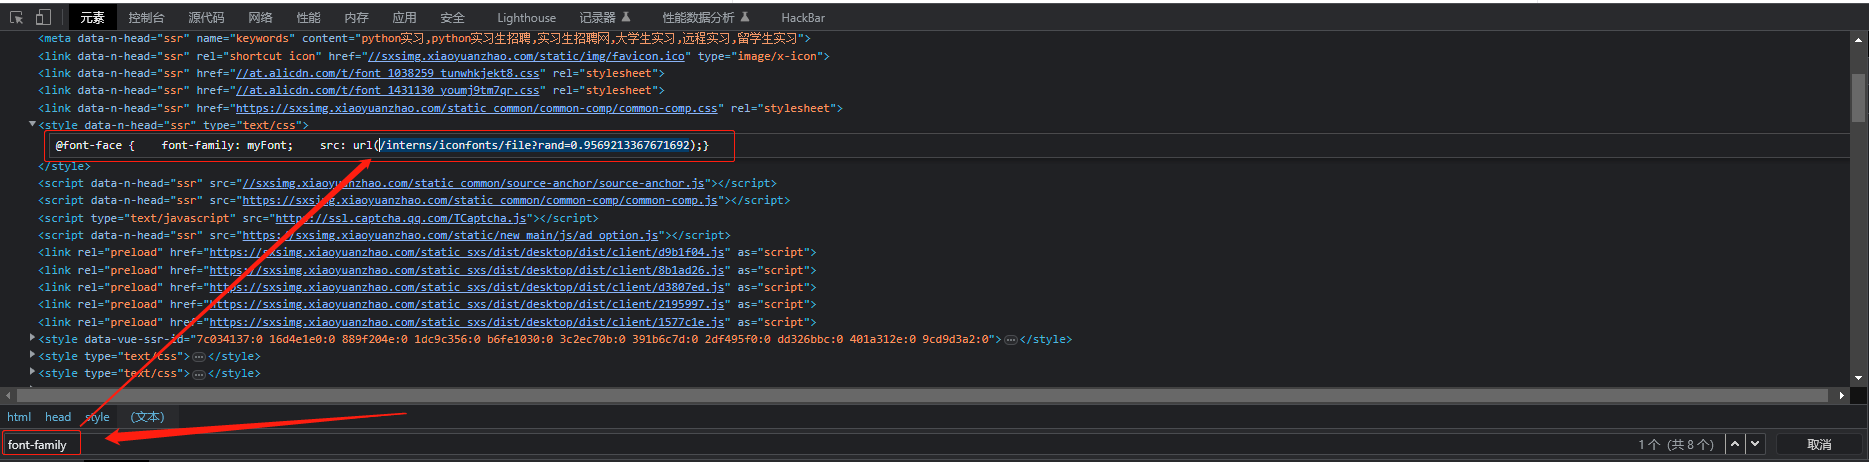 元素 控制台 源代码 网络 性能 内存 应用 安全 Lighthouse 记录器 性能数据分析 HackBar
<meta data-n-head="ssr" name="keywords" content="python实习,python实习生招聘,实习生招聘网,大学生实习,远程实习,留学生实习">
<link data-n-head="ssr" rel="shortcut icon" href="//sxsimg.xiaoyuanzhao.com/static/img/favicon.ico" type="image/x-icon">
<link data-n-head="ssr" href="//at.alicdn.com/t/font_1038259_tunwhkjekt8.css" rel="stylesheet">
<link data-n-head="ssr" href="//at.alicdn.com/t/font_1431130_youmj9tm7qr.css" rel="stylesheet">
<link data-n-head="ssr" href="https://sxsimg.xiaoyuanzhao.com/static_common/common-comp/common-comp.css" rel="stylesheet">
<style data-n-head="ssr" type="text/css">
@font-face { font-family: myFont; src: url(/interns/iconfonts/file?rand=0.9569213367671692);}
</style>
<script data-n-head="ssr" src="//sxsimg.xiaoyuanzhao.com/static_common/source-anchor/source-anchor.js"></script>
<script data-n-head="ssr" src="https://sxsimg.xiaoyuanzhao.com/static_common/common-comp/common-comp.js"></script>
<script type="text/javascript" src="https://ssl.captcha.qq.com/TCaptcha.js"></script>
<script data-n-head="ssr" src="https://sxsimg.xiaoyuanzhao.com/static/new_main/js/ad_option.js"></script>
<link rel="preload" href="https://sxsimg.xiaoyuanzhao.com/static_sxs/dist/desktop/dist/client/d9b1f04.js" as="script">
<link rel="preload" href="https://sxsimg.xiaoyuanzhao.com/static_sxs/dist/desktop/dist/client/8b1ad26.js" as="script">
<link rel="preload" href="https://sxsimg.xiaoyuanzhao.com/static_sxs/dist/desktop/dist/client/d3807ed.js" as="script">
<link rel="preload" href="https://sxsimg.xiaoyuanzhao.com/static_sxs/dist/desktop/dist/client/2195997.js" as="script">
<link rel="preload" href="https://sxsimg.xiaoyuanzhao.com/static_sxs/dist/desktop/dist/client/1577c1e.js" as="script">
<style data-vue-ssr-id="7c034137:0 16d4e1e0:0 889f204e:0 1dc9c356:0 b6fe1030:0 3c2ec70b:0 391b6c7d:0 2df495f0:0 dd326bbc:0 401a312e:0 9cd9d3a2:0">…</style>
<style type="text/css">…</style>
<style type="text/css">…</style>
html head style (文本)
font-family 1个 (共 8 个) 取消